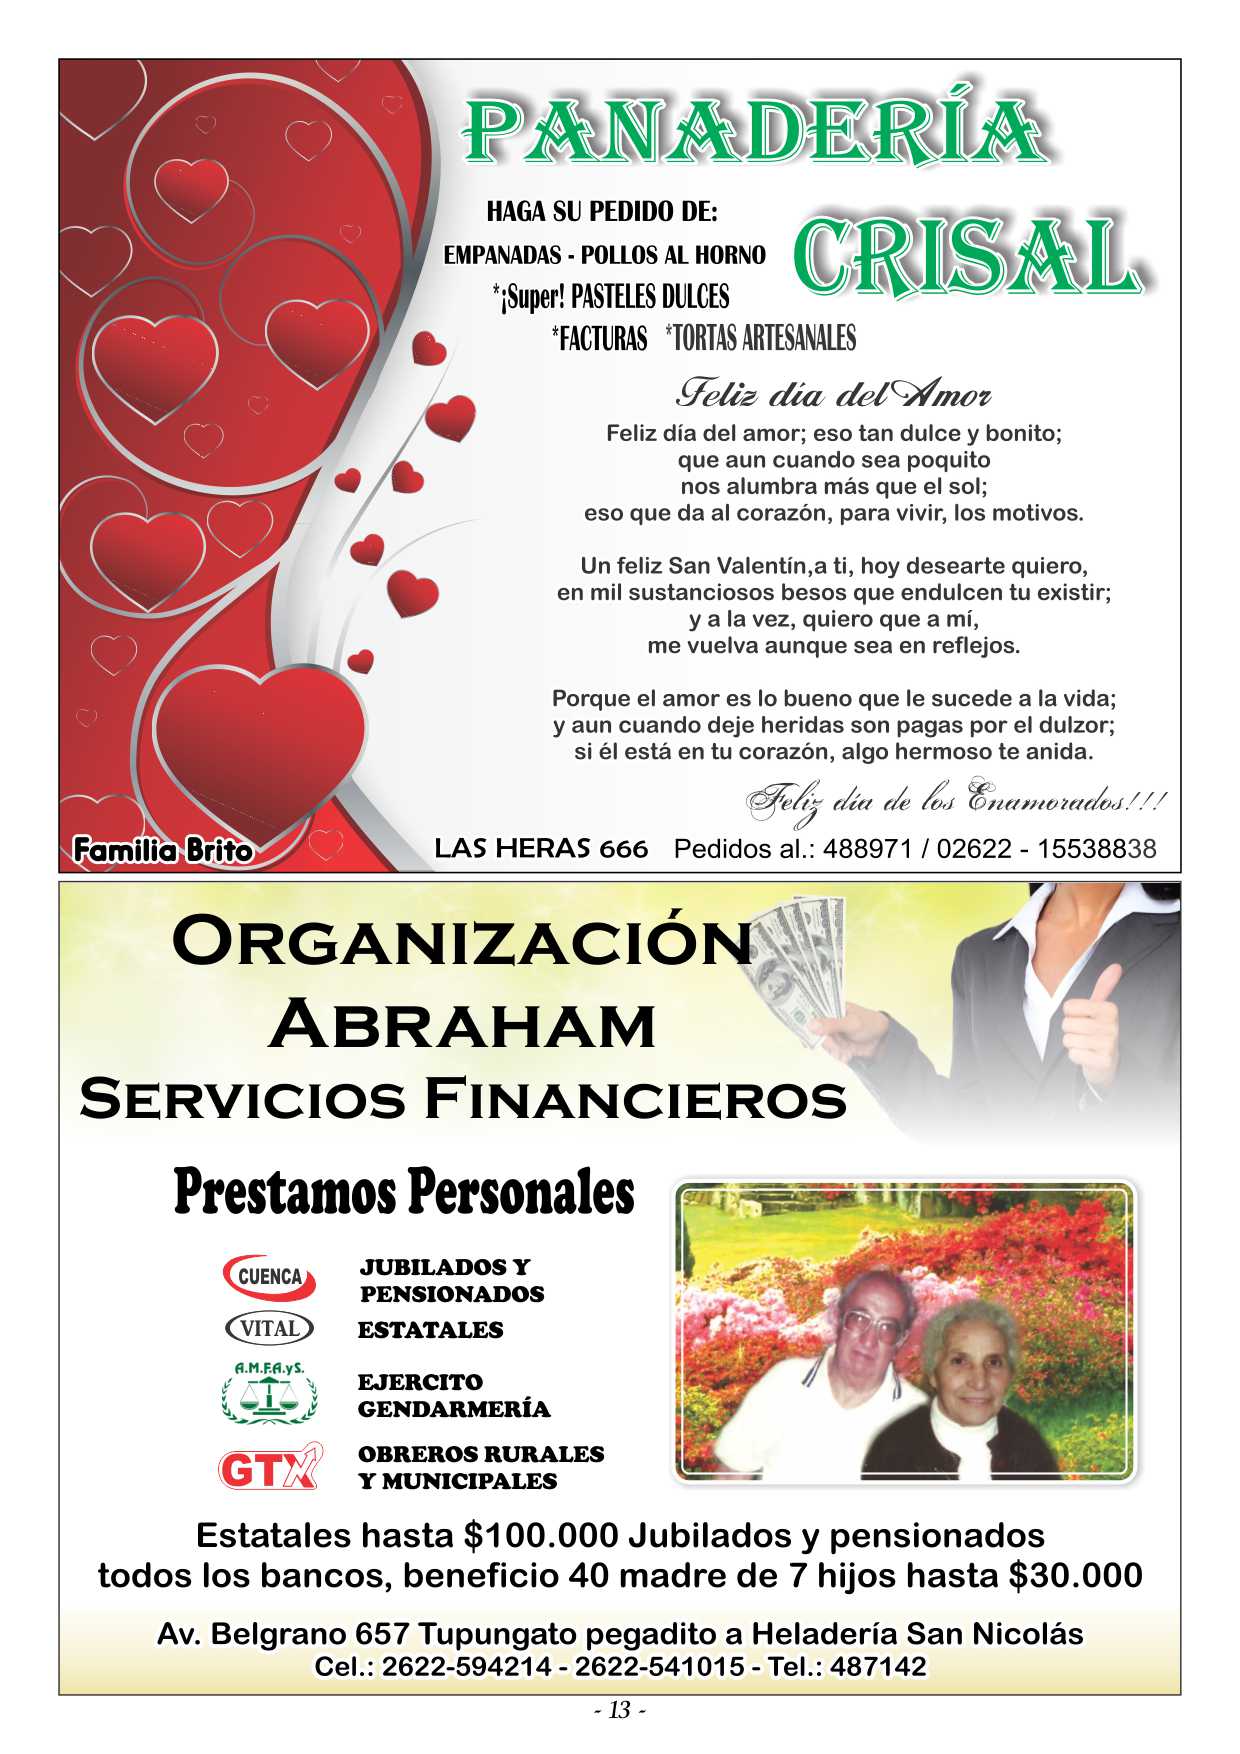 PANADERÍA
CRISAL
HAGA SU PEDIDO DE:
EMPANADAS - POLLOS AL HORNO
*¡Super! PASTELES DULCES
*FACTURAS *TORTAS ARTESANALES
Feliz día del Amor
Feliz día del amor; eso tan dulce y bonito;
que aun cuando sea poquito
nos alumbra más que el sol;
eso que da al corazón, para vivir, los motivos.
Un feliz San Valentín,a ti, hoy desearte quiero,
en mil sustanciosos besos que endulcen tu existir;
y a la vez, quiero que a mí,
me vuelva aunque sea en reflejos.
Porque el amor es lo bueno que le sucede a la vida;
y aun cuando deje heridas son pagas por el dulzor;
si él está en tu corazón, algo hermoso te anida.
Feliz día de los Enamorados!!!
Familia Brito
LAS HERAS 666 Pedidos al.: 488971 / 02622 - 15538838
ORGANIZACIÓN
ABRAHAM
SERVICIOS FINANCIEROS
Prestamos Personales
CUENCA
JUBILADOS Y
PENSIONADOS
VITAL
ESTATALES
A.M.F.A.yS.
EJERCITO
GENDARMERÍA
GTX
OBREROS RURALES
Y MUNICIPALES
Estatales hasta $100.000 Jubilados y pensionados
todos los bancos, beneficio 40 madre de 7 hijos hasta $30.000
Av. Belgrano 657 Tupungato pegadito a Heladería San Nicolás
Cel.: 2622-594214 - 2622-541015 - Tel.: 487142
- 13 -